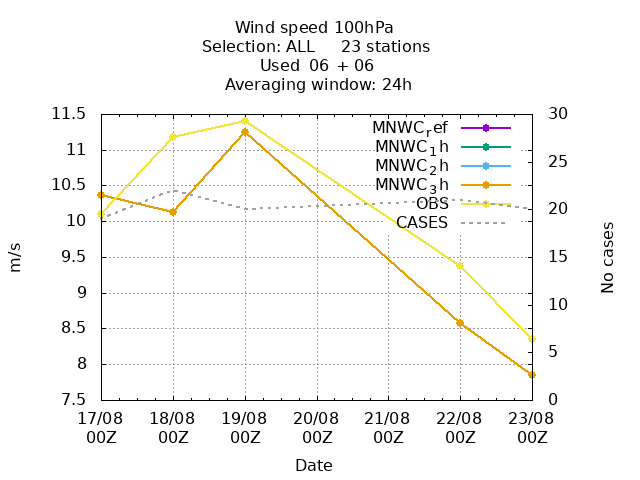 Wind speed 100hPa
Selection: ALL 23 stations
Used 06 + 06
Averaging window: 24h
11.5
11
10.5
10
9.5
9
8.5
8
7.5
30
25
20
15
10
5
0
MNWC_ref
MNWC_1h
MNWC_2h
MNWC_3h
OBS
CASES
m/s
No cases
17/08 18/08 19/08 20/08 21/08 22/08 23/08
00Z 00Z 00Z 00Z 00Z 00Z 00Z
Date